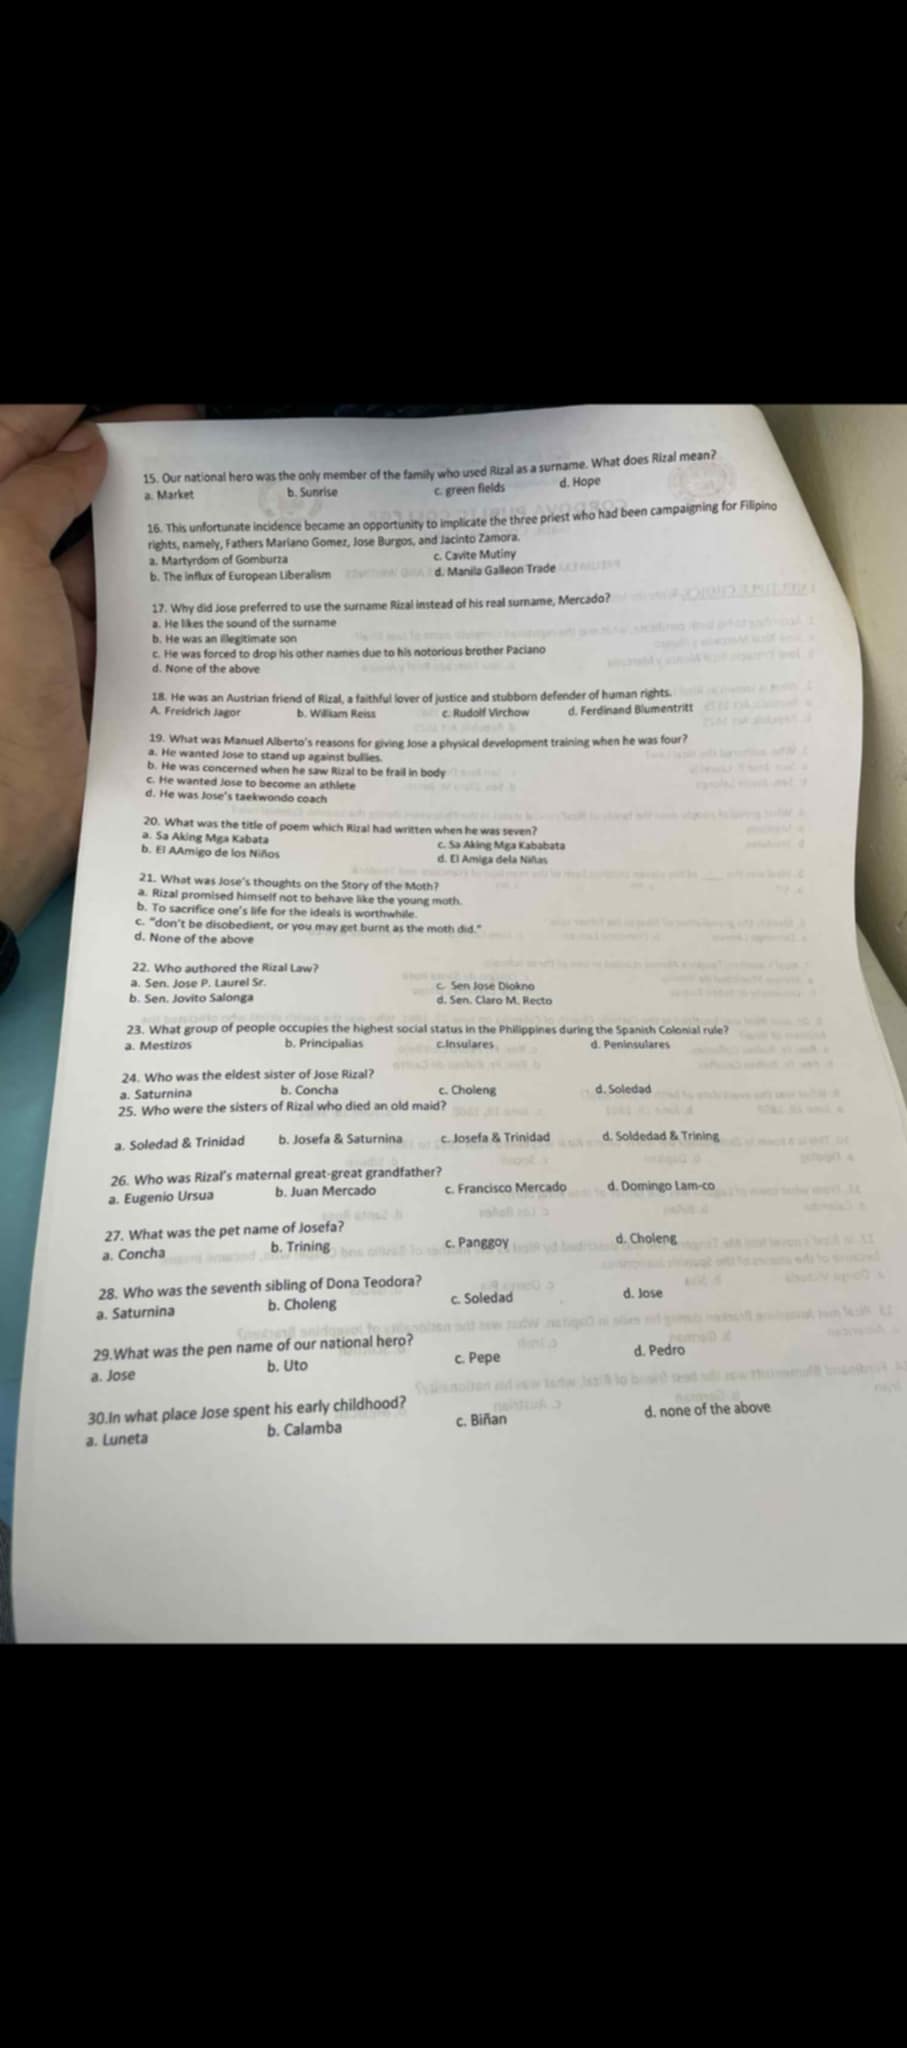 15. Our national hero was the only member of the family who used Rizal as a surname. What does Rizal mean?
a. Market b. Sunrise c. green fields d. Hope
16. This unfortunate incidence became an opportunity to implicate the three priest who had been campaigning for Filipino
rights, namely, Fathers Mariano Gomez, Jose Burgos, and Jacinto Zamora.
a. Martyrdom of Gomburza c. Cavite Mutiny
b. The influx of European Liberalism d. Manila Galleon Trade
17. Why did Jose preferred to use the surname Rizal instead of his real surname, Mercado?
a. He likes the sound of the surname
b. He was an illegitimate son
c. He was forced to drop his other names due to his notorious brother Paciano
d. None of the above
18. He was an Austrian friend of Rizal, a faithful lover of justice and stubborn defender of human rights.
A. Freidrich Jagor b. William Reiss c. Rudolf Virchow d. Ferdinand Blumentritt
19. What was Manuel Alberto's reasons for giving Jose a physical development training when he was four?
a. He wanted Jose to stand up against bullies.
b. He was concerned when he saw Rizal to be frail in body
c. He wanted Jose to become an athlete
d. He was Jose's taekwondo coach
20. What was the title of poem which Rizal had written when he was seven?
a. Sa Aking Mga Kabata c. Sa Aking Mga Kababata
b. El AAmigo de los Niños d. El Amiga dela Niñas
21. What was Jose's thoughts on the Story of the Moth?
a. Rizal promised himself not to behave like the young moth.
b. To sacrifice one's life for the ideals is worthwhile.
c. "don't be disobedient, or you may get burnt as the moth did."
d. None of the above
22. Who authored the Rizal Law?
a. Sen. Jose P. Laurel Sr. c. Sen Jose Diokno
b. Sen. Jovito Salonga d. Sen. Claro M. Recto
23. What group of people occupies the highest social status in the Philippines during the Spanish Colonial rule?
a. Mestizos b. Principalias c.Insulares d. Peninsulares
24. Who was the eldest sister of Jose Rizal?
a. Saturnina b. Concha c. Choleng d. Soledad
25. Who were the sisters of Rizal who died an old maid?
a. Soledad & Trinidad b. Josefa & Saturnina c. Josefa & Trinidad d. Soldedad & Trining
26. Who was Rizal's maternal great-great grandfather?
a. Eugenio Ursua b. Juan Mercado c. Francisco Mercado d. Domingo Lam-co
27. What was the pet name of Josefa?
a. Concha b. Trining c. Panggoy d. Choleng
28. Who was the seventh sibling of Dona Teodora?
a. Saturnina b. Choleng c. Soledad d. Jose
29.What was the pen name of our national hero?
a. Jose b. Uto c. Pepe d. Pedro
30.In what place Jose spent his early childhood?
a. Luneta b. Calamba c. Biñan d. none of the above